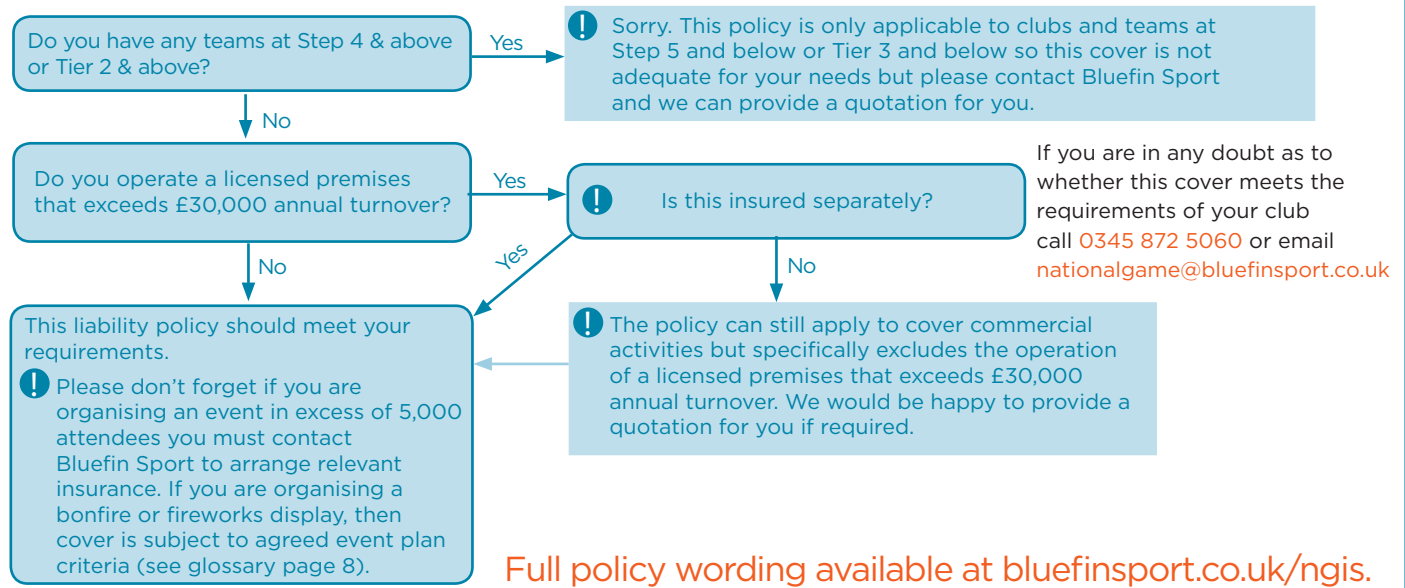 Do you have any teams at Step 4 & above
or Tier 2 & above?
Yes
Sorry. This policy is only applicable to clubs and teams at
Step 5 and below or Tier 3 and below so this cover is not
adequate for your needs but please contact Bluefin Sport
and we can provide a quotation for you.
No
Do you operate a licensed premises
that exceeds £30,000 annual turnover?
Yes
Is this insured separately?
If you are in any doubt as to
whether this cover meets the
requirements of your club
call 0345 872 5060 or email
nationalgame@bluefinsport.co.uk
No
Yes
No
This liability policy should meet your
requirements.
Please don’t forget if you are
organising an event in excess of 5,000
attendees you must contact
Bluefin Sport to arrange relevant
insurance. If you are organising a
bonfire or fireworks display, then
cover is subject to agreed event plan
criteria (see glossary page 8).
The policy can still apply to cover commercial
activities but specifically excludes the operation
of a licensed premises that exceeds £30,000
annual turnover. We would be happy to provide a
quotation for you if required.
Full policy wording available at bluefinsport.co.uk/ngis.